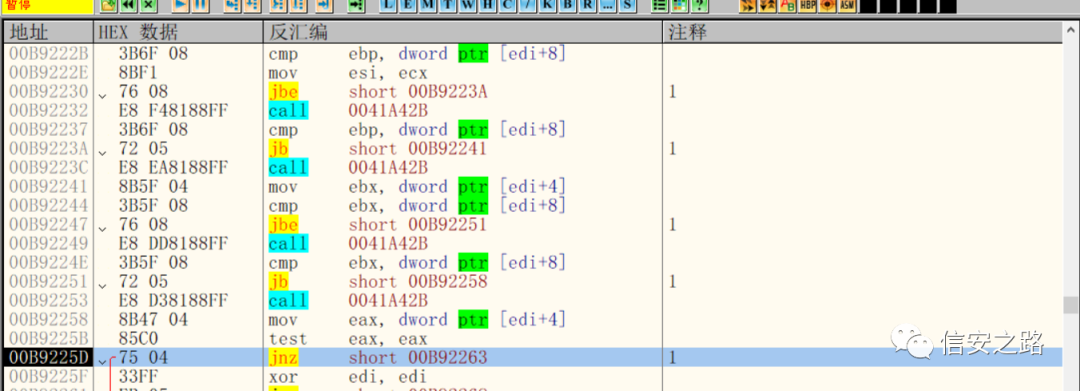 暂停
L E M T W H C / K B R ... S
HBP ASM
地址 HEX 数据 反汇编 注释
00B9222B 3B6F 08 cmp ebp, dword ptr [edi+8]
00B9222E 8BF1 mov esi, ecx
00B92230 76 08 jbe short 00B9223A 1
00B92232 E8 F48188FF call 0041A42B
00B92237 3B6F 08 cmp ebp, dword ptr [edi+8]
00B9223A 72 05 jb short 00B92241 1
00B9223C E8 EA8188FF call 0041A42B
00B92241 8B5F 04 mov ebx, dword ptr [edi+4]
00B92244 3B5F 08 cmp ebx, dword ptr [edi+8]
00B92247 76 08 jbe short 00B92251 1
00B92249 E8 DD8188FF call 0041A42B
00B9224E 3B5F 08 cmp ebx, dword ptr [edi+8]
00B92251 72 05 jb short 00B92258 1
00B92253 E8 D38188FF call 0041A42B
00B92258 8B47 04 mov eax, dword ptr [edi+4]
00B9225B 85C0 test eax, eax
00B9225D 75 04 jnz short 00B92263 1
00B9225F 33FF xor edi, edi
信安之路